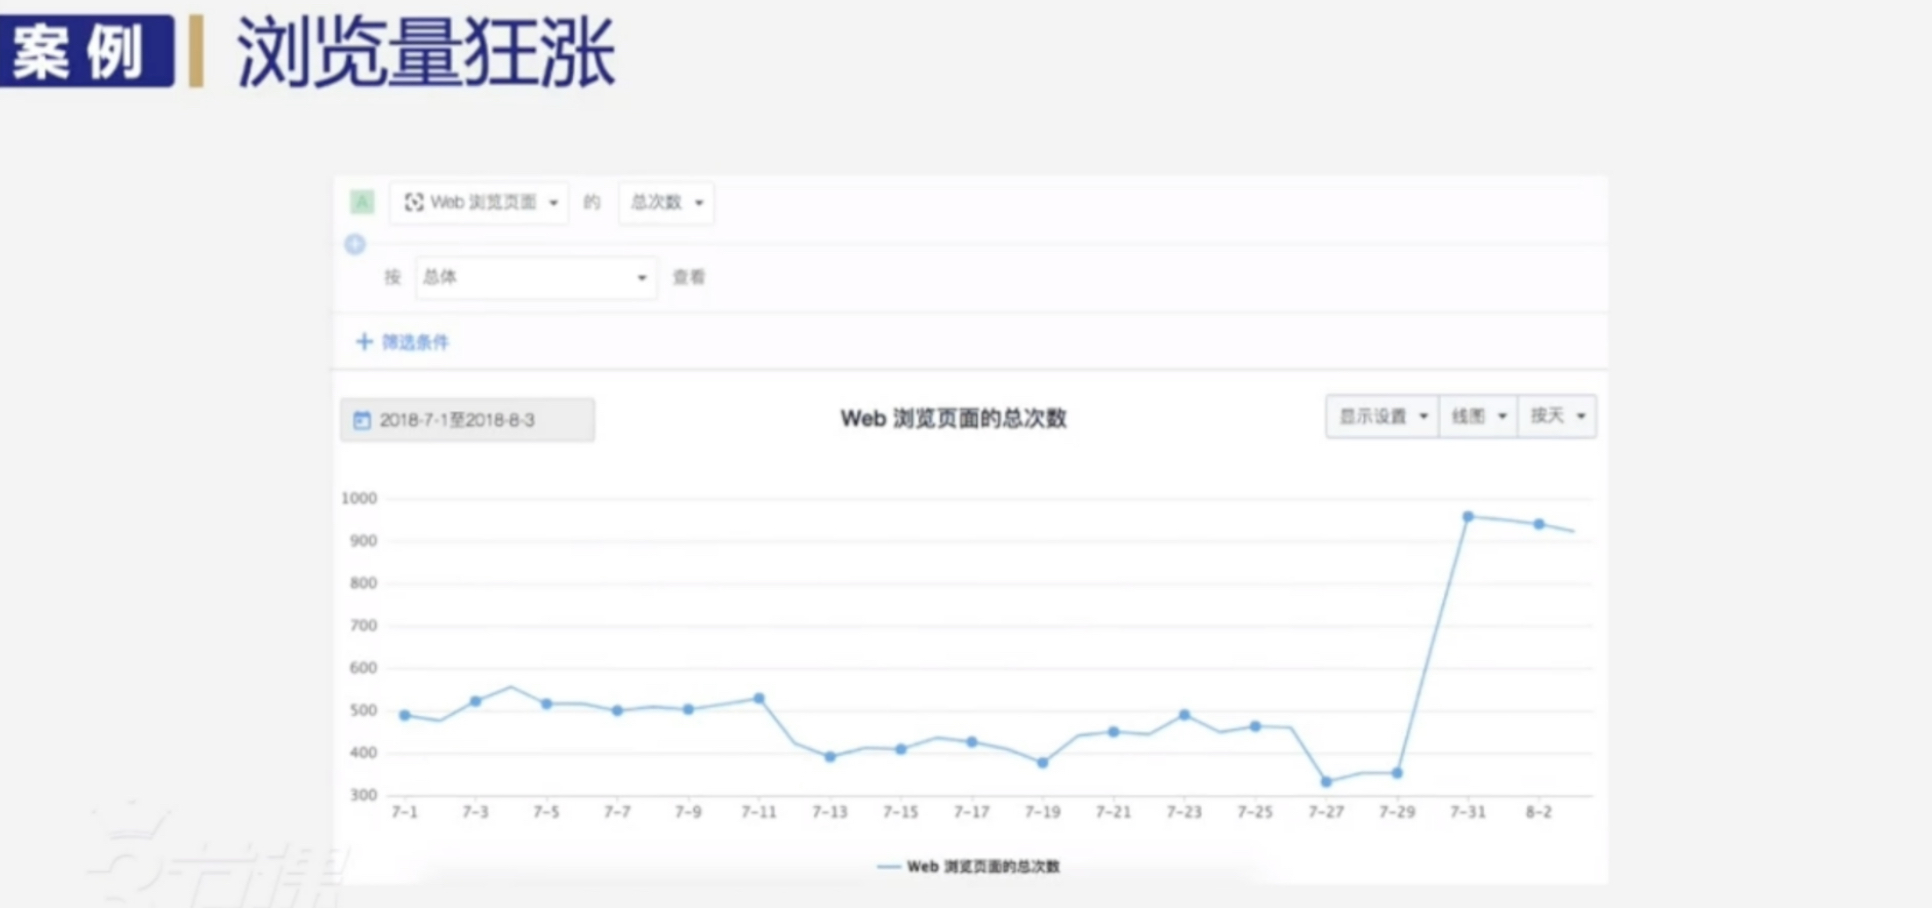 案例 浏览量狂涨
A Web 浏览页面 的 总次数
按 总体 查看
+ 筛选条件
2018-7-1至2018-8-3 Web 浏览页面的总次数 显示设置 线图 按天
1000
900
800
700
600
500
400
300
7-1 7-3 7-5 7-7 7-9 7-11 7-13 7-15 7-17 7-19 7-21 7-23 7-25 7-27 7-29 7-31 8-2
Web 浏览页面的总次数
3节课